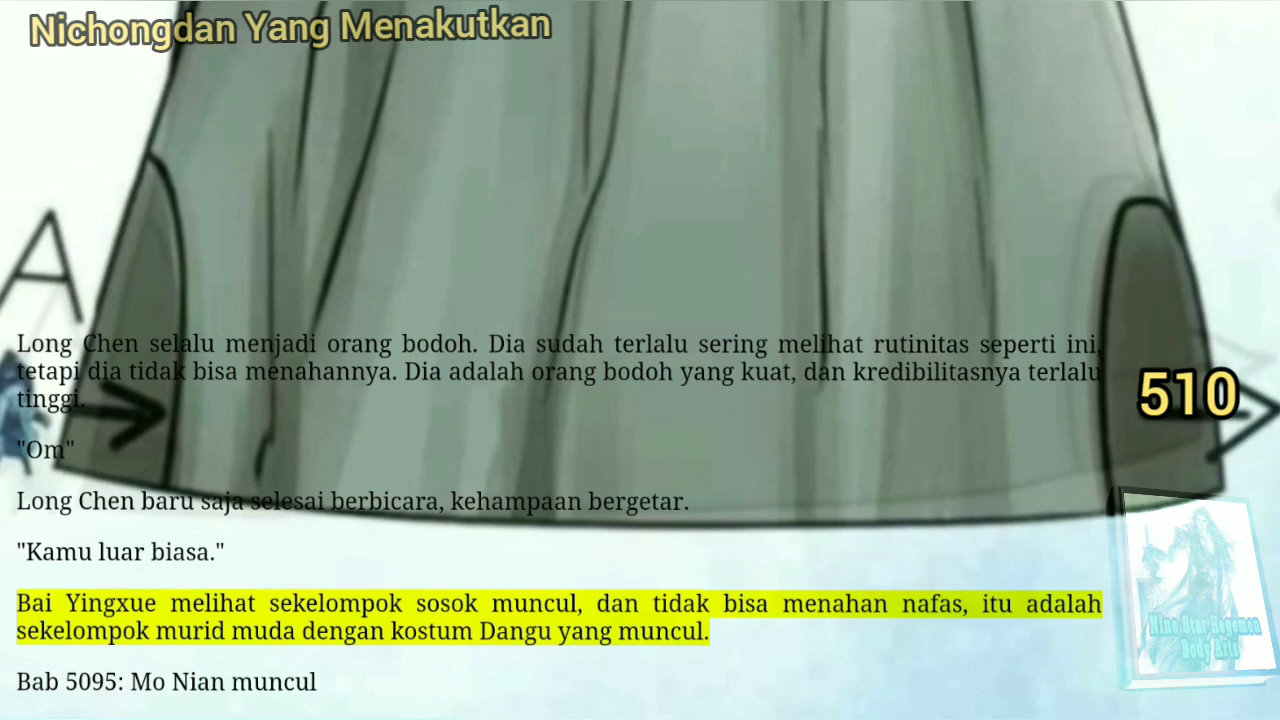 Nichongdan Yang Menakutkan
A
Long Chen selalu menjadi orang bodoh. Dia sudah terlalu sering melihat rutinitas seperti ini,
tetapi dia tidak bisa menahannya. Dia adalah orang bodoh yang kuat, dan kredibilitasnya terlalu
tinggi.
510
"Om"
Long Chen baru saja selesai berbicara, kehampaan bergetar.
"Kamu luar biasa."
Bai Yingxue melihat sekelompok sosok muncul, dan tidak bisa menahan nafas, itu adalah
sekelompok murid muda dengan kostum Dangu yang muncul.
Nine Star Hegemon
Body Arts
Bab 5095: Mo Nian muncul